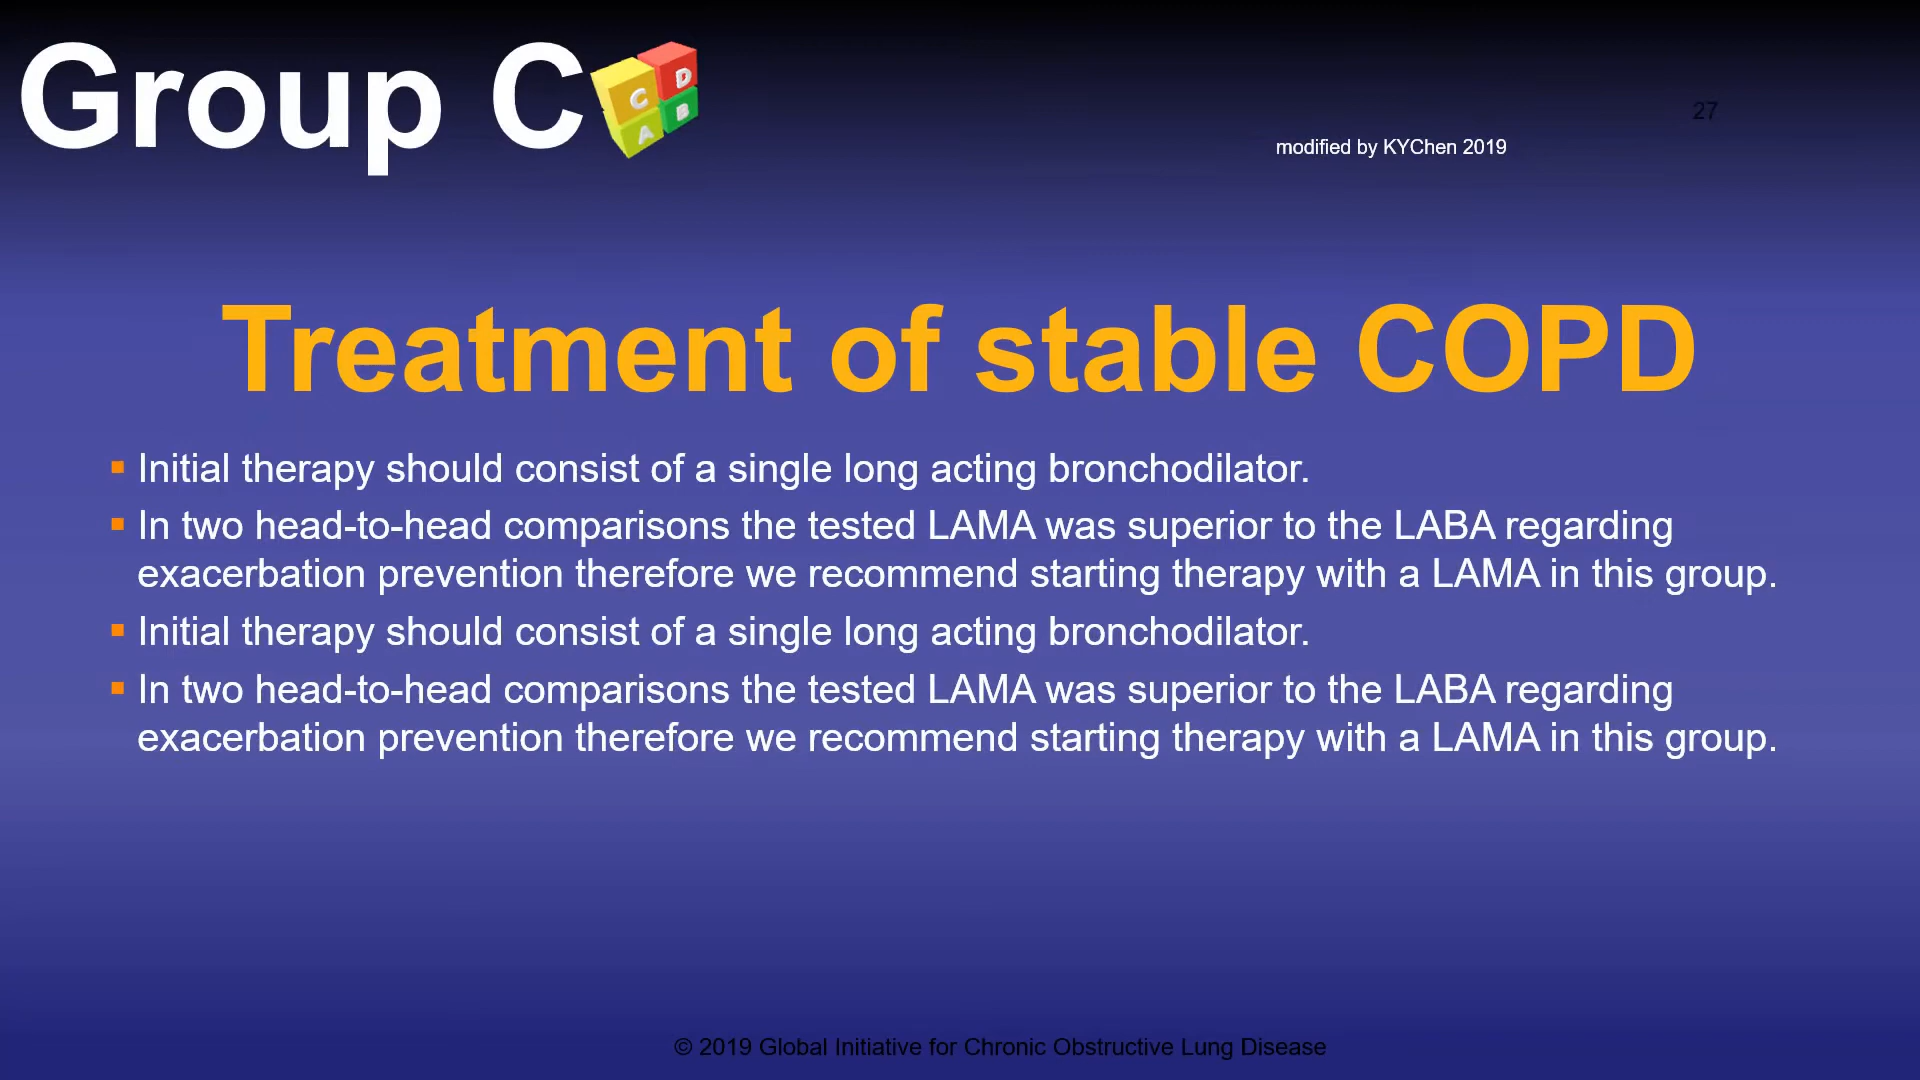 Group C
C
D
A
B
27
modified by KYChen 2019
Treatment of stable COPD
Initial therapy should consist of a single long acting bronchodilator.
In two head-to-head comparisons the tested LAMA was superior to the LABA regarding
exacerbation prevention therefore we recommend starting therapy with a LAMA in this group.
Initial therapy should consist of a single long acting bronchodilator.
In two head-to-head comparisons the tested LAMA was superior to the LABA regarding
exacerbation prevention therefore we recommend starting therapy with a LAMA in this group.
© 2019 Global Initiative for Chronic Obstructive Lung Disease